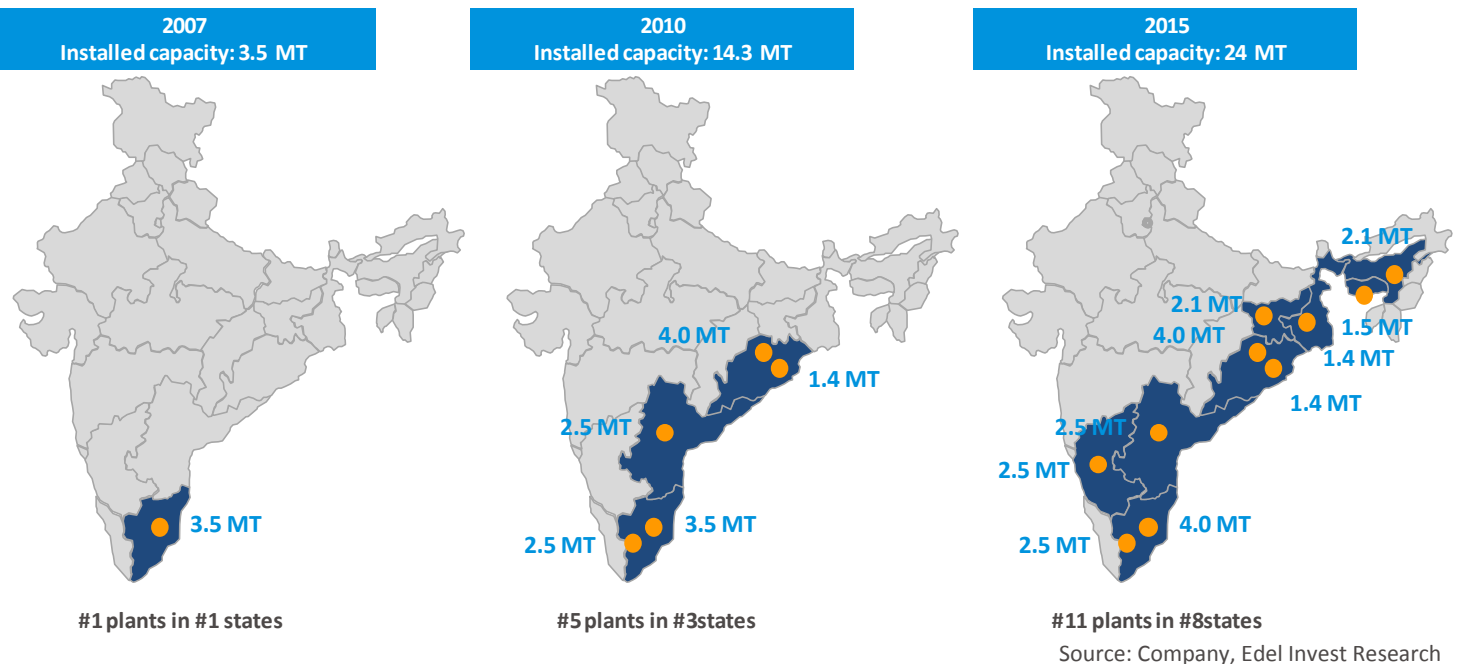 2007
Installed capacity: 3.5 MT
3.5 MT
#1 plants in #1 states
2010
Installed capacity: 14.3 MT
4.0 MT
1.4 MT
2.5 MT
3.5 MT
2.5 MT
#5 plants in #3states
2015
Installed capacity: 24 MT
2.1 MT
2.1 MT
1.5 MT
4.0 MT
1.4 MT
1.4 MT
2.5 MT
2.5 MT
4.0 MT
2.5 MT
#11 plants in #8states
Source: Company, Edel Invest Research